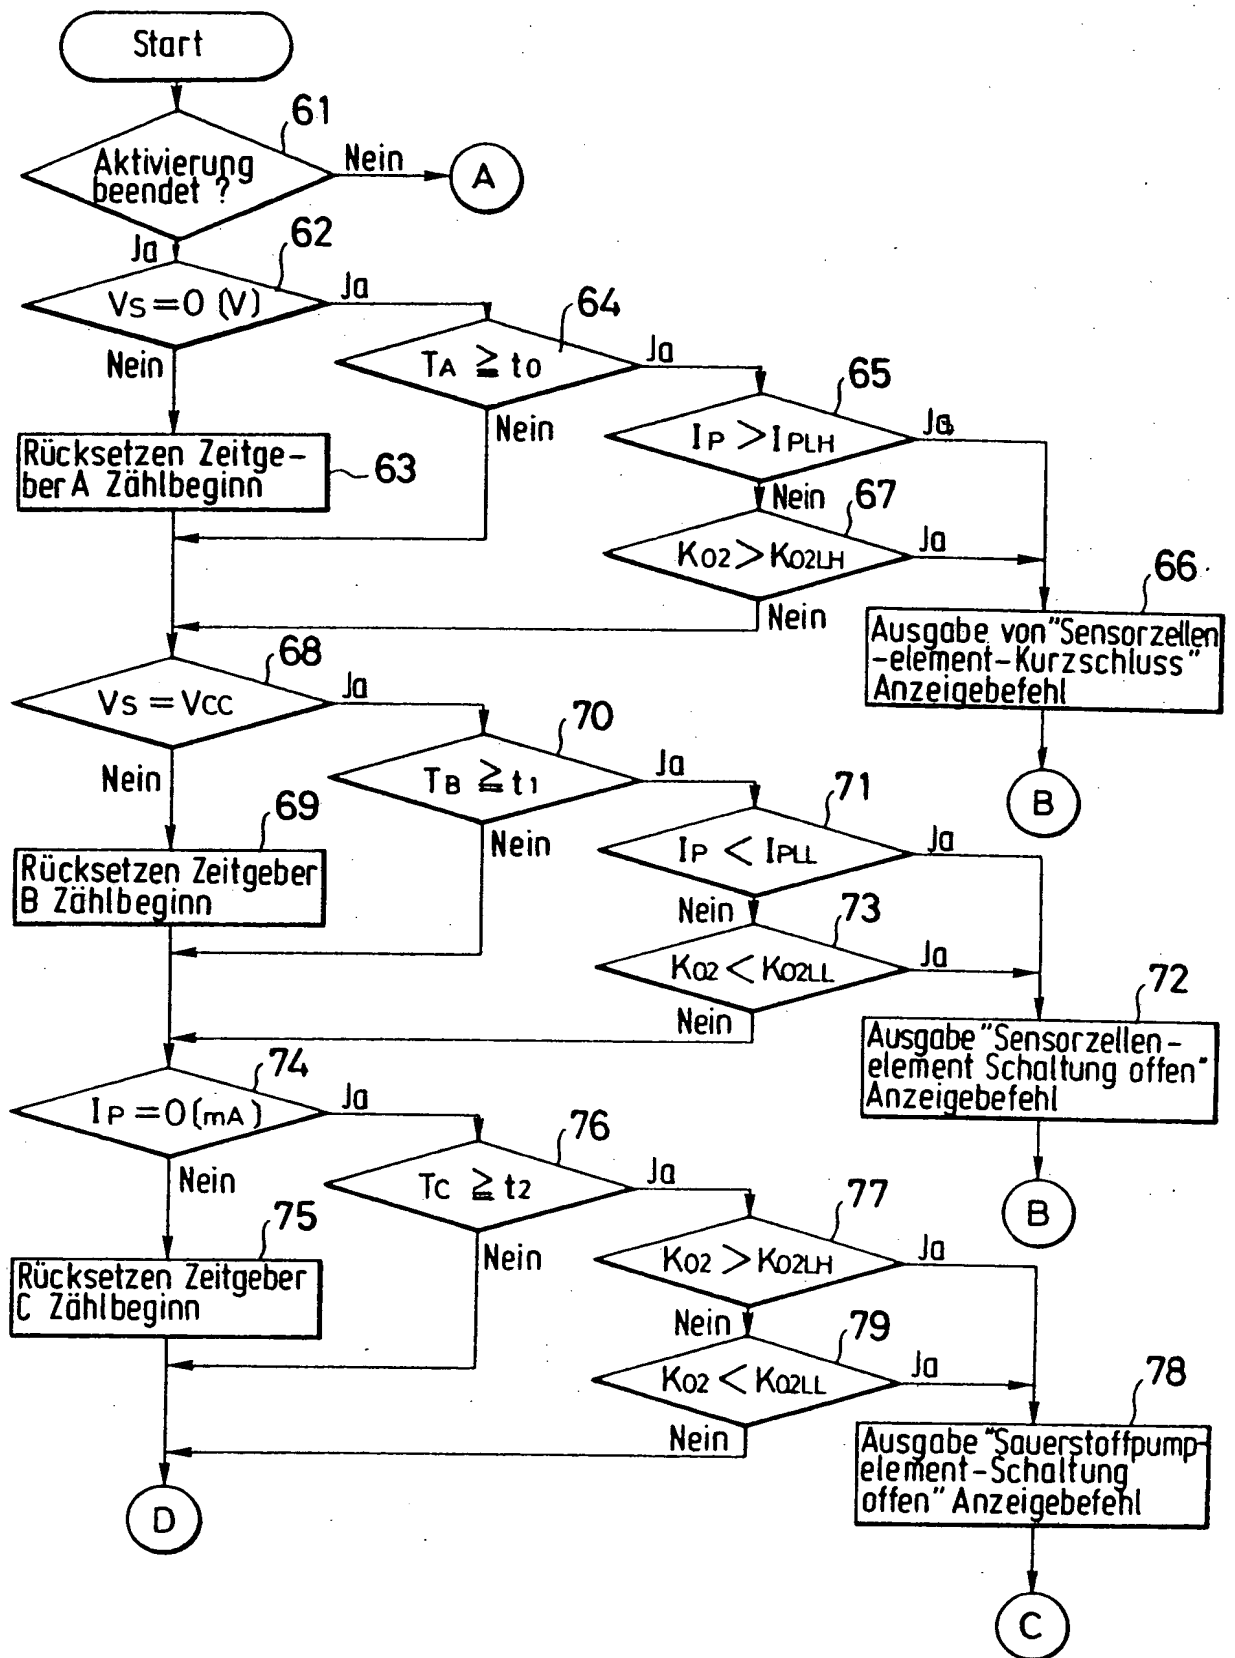 Start
61
Aktivierung
beendet ?
Nein
A
Ja
62
Vs=0 (V)
Ja
Nein
64
TA ≧ t0
Ja
Nein
65
IP > IPLH
Ja
Nein
Rücksetzen Zeitge-
ber A Zählbeginn
63
67
KO2 > KO2LH
Ja
Nein
66
Ausgabe von "Sensorzellen
-element-Kurzschluss"
Anzeigebefehl
B
68
Vs = Vcc
Ja
Nein
70
TB ≧ t1
Ja
Nein
71
IP < IPLL
Ja
Nein
69
Rücksetzen Zeitgeber
B Zählbeginn
73
KO2 < KO2LL
Ja
Nein
72
Ausgabe "Sensorzellen-
element Schaltung offen"
Anzeigebefehl
B
74
IP = 0 (mA)
Ja
Nein
76
TC ≧ t2
Ja
Nein
77
KO2 > KO2LH
Ja
Nein
75
Rücksetzen Zeitgeber
C Zählbeginn
79
KO2 < KO2LL
Ja
Nein
78
Ausgabe "Sauerstoffpump-
element-Schaltung
offen" Anzeigebefehl
D
C